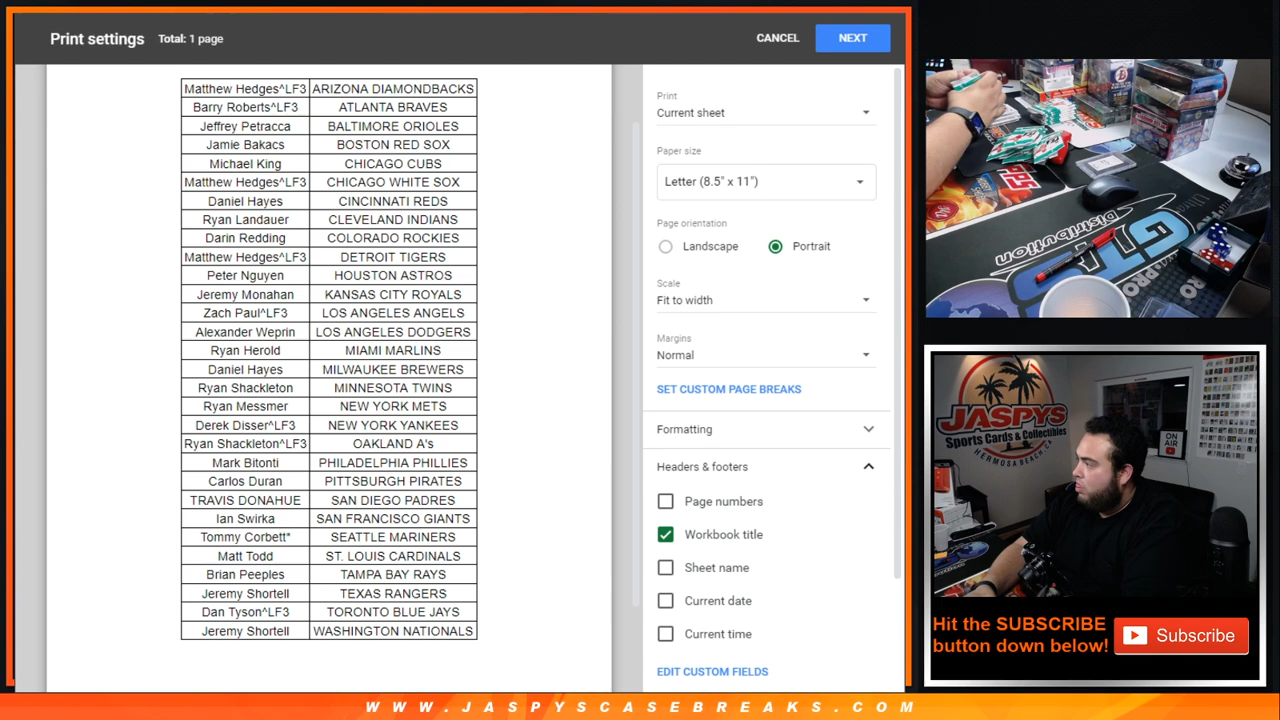 Print settings Total: 1 page CANCEL NEXT
Matthew Hedges^LF3 ARIZONA DIAMONDBACKS
Barry Roberts^LF3 ATLANTA BRAVES
Jeffrey Petracca BALTIMORE ORIOLES
Jamie Bakacs BOSTON RED SOX
Michael King CHICAGO CUBS
Matthew Hedges^LF3 CHICAGO WHITE SOX
Daniel Hayes CINCINNATI REDS
Ryan Landauer CLEVELAND INDIANS
Darin Redding COLORADO ROCKIES
Matthew Hedges^LF3 DETROIT TIGERS
Peter Nguyen HOUSTON ASTROS
Jeremy Monahan KANSAS CITY ROYALS
Zach Paul^LF3 LOS ANGELES ANGELS
Alexander Weprin LOS ANGELES DODGERS
Ryan Herold MIAMI MARLINS
Daniel Hayes MILWAUKEE BREWERS
Ryan Shackleton MINNESOTA TWINS
Ryan Messmer NEW YORK METS
Derek Disser^LF3 NEW YORK YANKEES
Ryan Shackleton^LF3 OAKLAND A's
Mark Bitonti PHILADELPHIA PHILLIES
Carlos Duran PITTSBURGH PIRATES
TRAVIS DONAHUE SAN DIEGO PADRES
Ian Swirka SAN FRANCISCO GIANTS
Tommy Corbett* SEATTLE MARINERS
Matt Todd ST. LOUIS CARDINALS
Brian Peeples TAMPA BAY RAYS
Jeremy Shortell TEXAS RANGERS
Dan Tyson^LF3 TORONTO BLUE JAYS
Jeremy Shortell WASHINGTON NATIONALS
Print
Current sheet
Paper size
Letter (8.5" x 11")
Page orientation
Landscape Portrait
Scale
Fit to width
Margins
Normal
SET CUSTOM PAGE BREAKS
Formatting
Headers & footers
Page numbers
Workbook title
Sheet name
Current date
Current time
EDIT CUSTOM FIELDS
GTS
Distribution
JASPYS
Sports Cards & Collectibles
HERMOSA BEACH, CA
ON
AIR
Hit the SUBSCRIBE
button down below!
Subscribe
WWW.JASPYSCASEBREAKS.COM